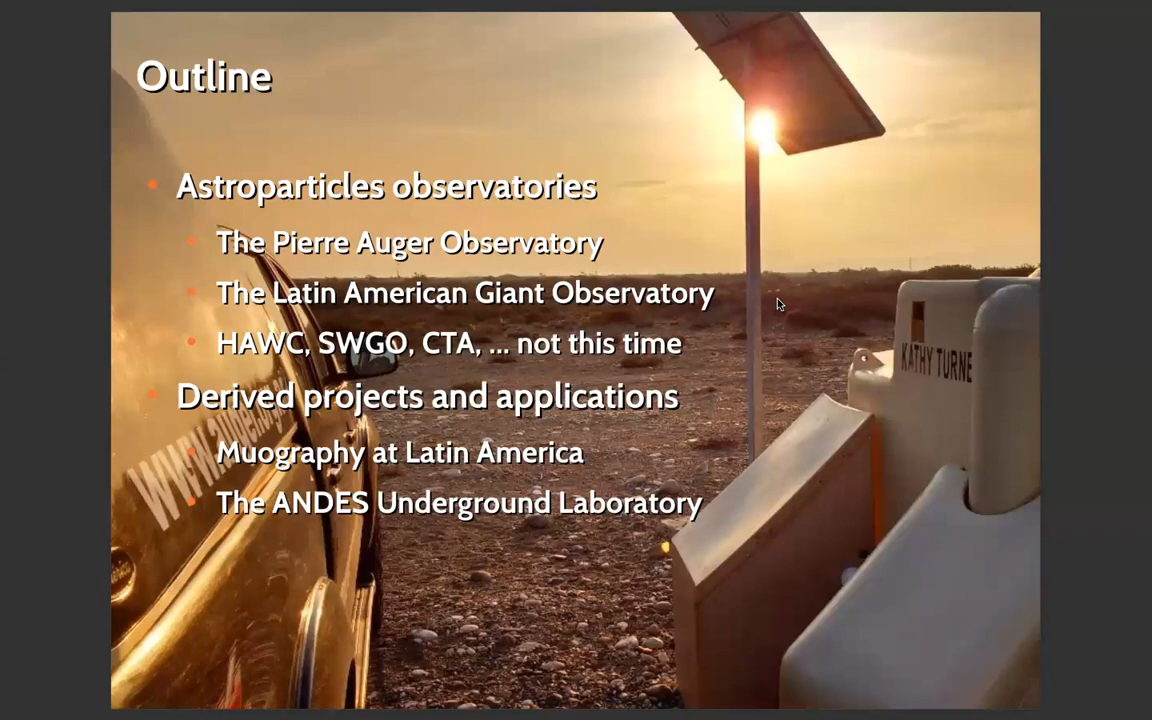 Outline
Astroparticles observatories
The Pierre Auger Observatory
The Latin American Giant Observatory
HAWC, SWGO, CTA, ... not this time
Derived projects and applications
Muography at Latin America
The ANDES Underground Laboratory
KATHY TURNE